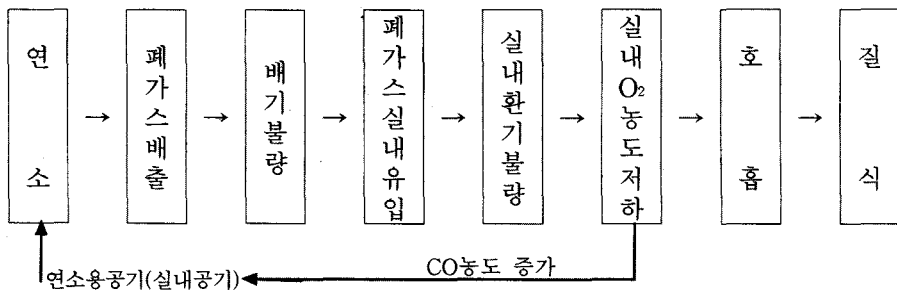 연소
→
폐가스배출
→
배기불량
→
폐가스실내유입
→
실내환기불량
→
실내O₂농도저하
→
호흡
→
질식
CO농도 증가
연소용공기(실내공기)